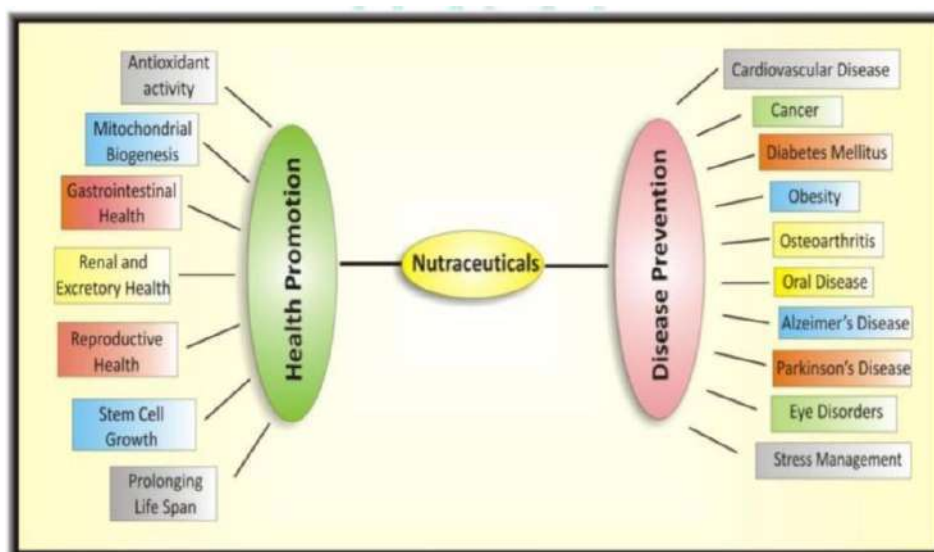 Antioxidant
activity
Mitochondrial
Biogenesis
Gastrointestinal
Health
Renal and
Excretory Health
Reproductive
Health
Stem Cell
Growth
Prolonging
Life Span
Health Promotion
Nutraceuticals
Disease Prevention
Cardiovascular Disease
Cancer
Diabetes Mellitus
Obesity
Osteoarthritis
Oral Disease
Alzeimer's Disease
Parkinson's Disease
Eye Disorders
Stress Management